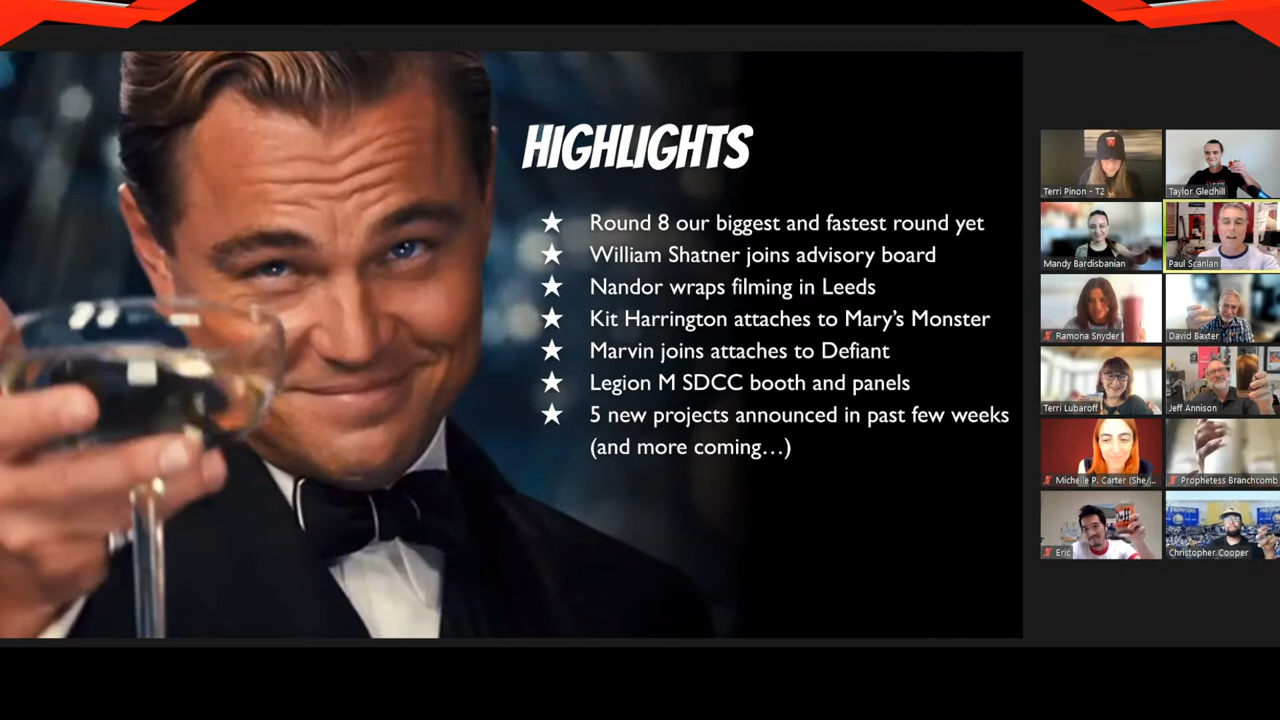 HIGHLIGHTS
★ Round 8 our biggest and fastest round yet
★ William Shatner joins advisory board
★ Nandor wraps filming in Leeds
★ Kit Harrington attaches to Mary's Monster
★ Marvin joins attaches to Defiant
★ Legion M SDCC booth and panels
★ 5 new projects announced in past few weeks
(and more coming...)
Terri Pinon - T2
Taylor Gledhill
Mandy Bardisbanian
Paul Scanlan
Ramona Snyder
David Baxter
Terri Lubaroff
Jeff Annison
Michelle P. Carter (She/...
Prophetess Branchcomb
Eric
Christopher Cooper